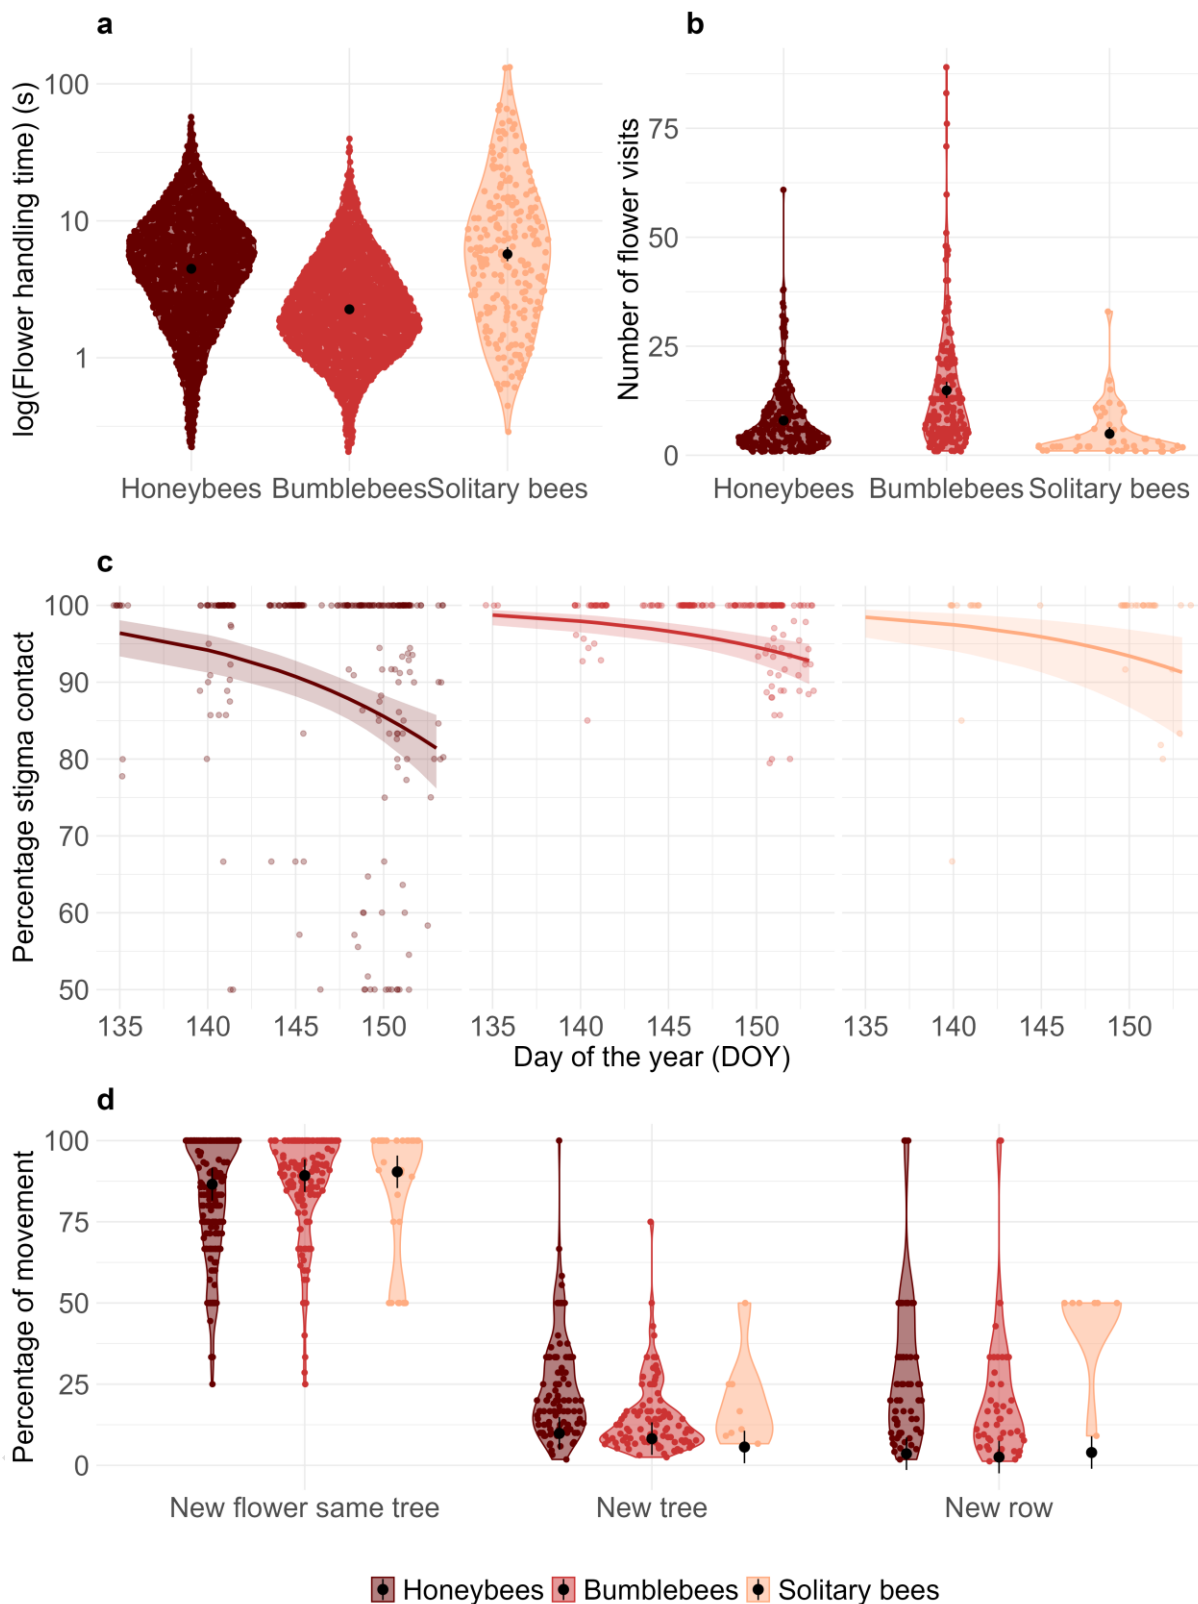 a
log(Flower handling time) (s)
100
10
1
Honeybees Bumblebees Solitary bees
b
Number of flower visits
75
50
25
0
Honeybees Bumblebees Solitary bees
c
Percentage stigma contact
100
90
80
70
60
50
135 140 145 150 135 140 145 150 135 140 145 150
Day of the year (DOY)
d
Percentage of movement
100
75
50
25
0
New flower same tree New tree New row
Honeybees Bumblebees Solitary bees